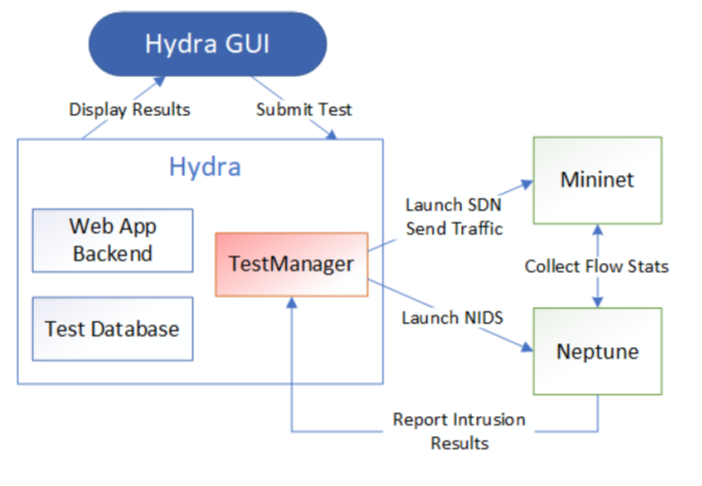 Hydra GUI
Display Results
Submit Test
Hydra
Web App
Backend
Test Database
TestManager
Launch SDN
Send Traffic
Launch NIDS
Mininet
Collect Flow Stats
Neptune
Report Intrusion
Results